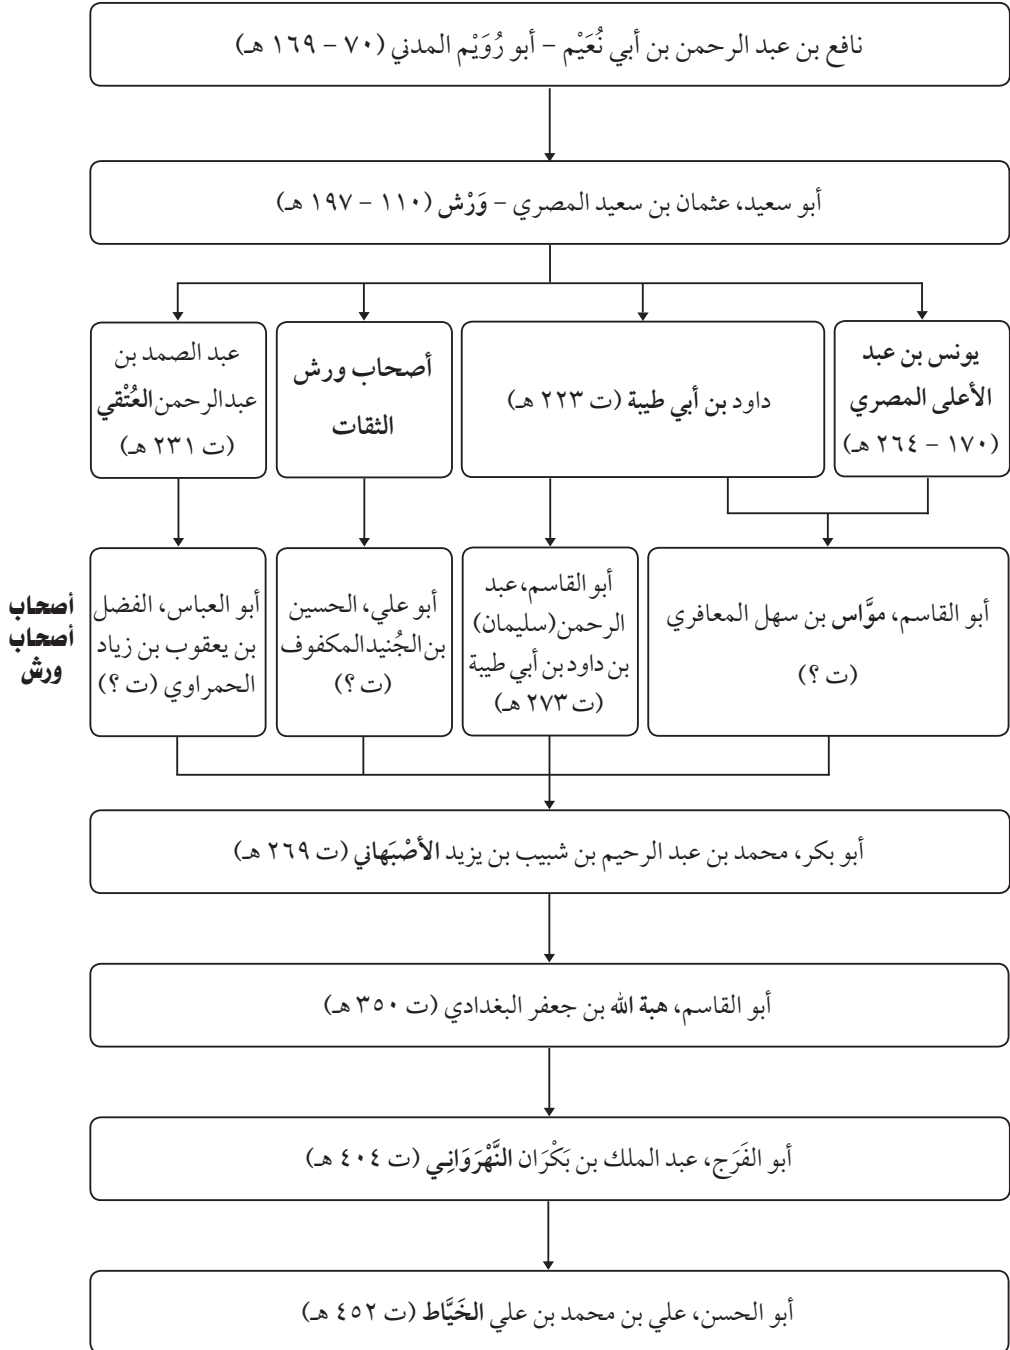 نافع بن عبد الرحمن بن أبي نُعَيْم – أبو رُوَيْم المدني (٧٠ – ١٦٩ هـ)
أبو سعيد، عثمان بن سعيد المصري – وَرْش (١١٠ – ١٩٧ هـ)
يونس بن عبد
الأعلى المصري
(١٧٠ – ٢٦٤ هـ)
داود بن أبي طيبة (ت ٢٢٣ هـ)
أصحاب ورش
الثقات
عبد الصمد بن
عبدالرحمن العُتْقي
(ت ٢٣١ هـ)
أبو القاسم، موَّاس بن سهل المعافري
(ت ؟)
أبو القاسم، عبد
الرحمن (سليمان)
بن داود بن أبي طيبة
(ت ٢٧٣ هـ)
أبو علي، الحسين
بن الجُنيد المكفوف
(ت ؟)
أبو العباس، الفضل
بن يعقوب بن زياد
الحمراوي (ت ؟)
أصحاب
أصحاب
ورش
أبو بكر، محمد بن عبد الرحيم بن شبيب بن يزيد الأصْبَهاني (ت ٢٦٩ هـ)
أبو القاسم، هبة الله بن جعفر البغدادي (ت ٣٥٠ هـ)
أبو الفَرَج، عبد الملك بن بَكْرَان النَّهْرَوَانِي (ت ٤٠٤ هـ)
أبو الحسن، علي بن محمد بن علي الخَيَّاط (ت ٤٥٢ هـ)